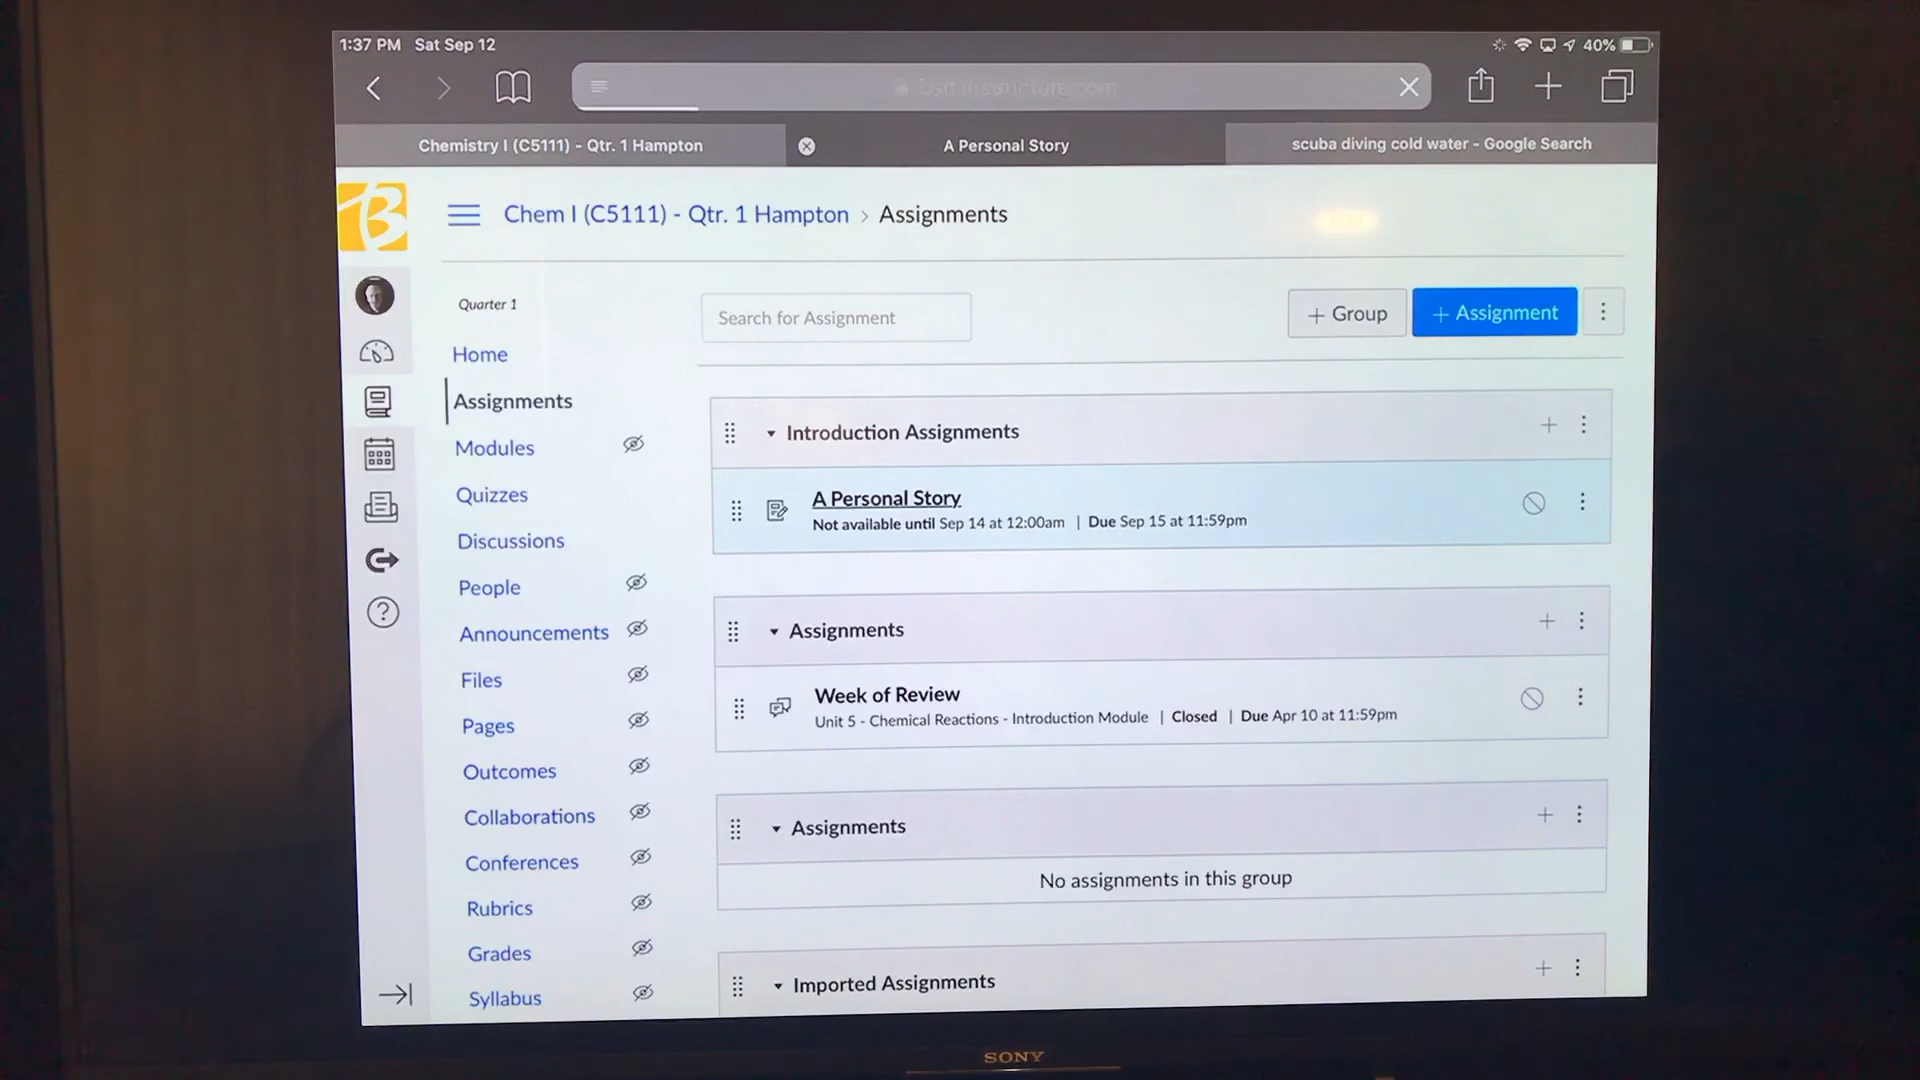 1:37 PM Sat Sep 12
40%
Chemistry I (C5111) - Qtr. 1 Hampton
A Personal Story
scuba diving cold water - Google Search
B
Chem I (C5111) - Qtr. 1 Hampton > Assignments
Quarter 1
Search for Assignment
+ Group
+ Assignment
Home
Assignments
Modules
Quizzes
Discussions
People
Announcements
Files
Pages
Outcomes
Collaborations
Conferences
Rubrics
Grades
Syllabus
Introduction Assignments
A Personal Story
Not available until Sep 14 at 12:00am | Due Sep 15 at 11:59pm
Assignments
Week of Review
Unit 5 - Chemical Reactions - Introduction Module | Closed | Due Apr 10 at 11:59pm
Assignments
No assignments in this group
Imported Assignments
SONY